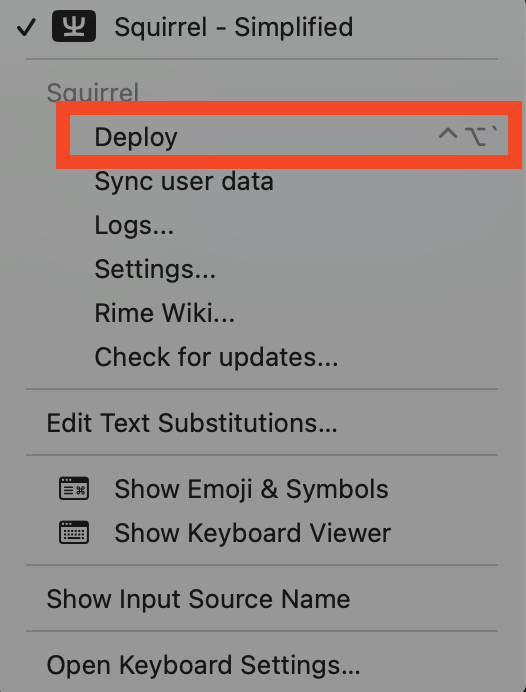 ✓ Squirrel - Simplified
Squirrel
Deploy ⌃⌥`
Sync user data
Logs...
Settings...
Rime Wiki...
Check for updates...
Edit Text Substitutions...
Show Emoji & Symbols
Show Keyboard Viewer
Show Input Source Name
Open Keyboard Settings...